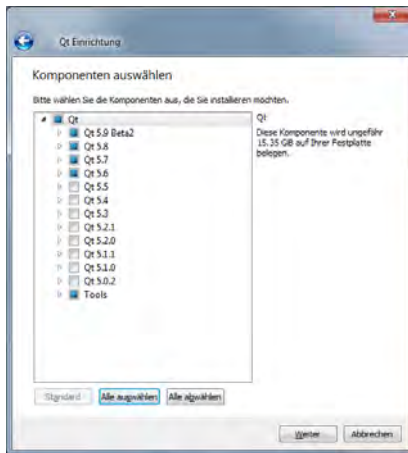 Qt Einrichtung
Komponenten auswählen
Bitte wählen Sie die Komponenten aus, die Sie installieren möchten.
Qt
Qt 5.9 Beta2
Qt 5.8
Qt 5.7
Qt 5.6
Qt 5.5
Qt 5.4
Qt 5.3
Qt 5.2.1
Qt 5.2.0
Qt 5.1.1
Qt 5.1.0
Qt 5.0.2
Tools
Qt
Diese Komponente wird ungefähr
15.35 GB auf Ihrer Festplatte
belegen.
Standard Alle auswählen Alle abwählen
Weiter Abbrechen